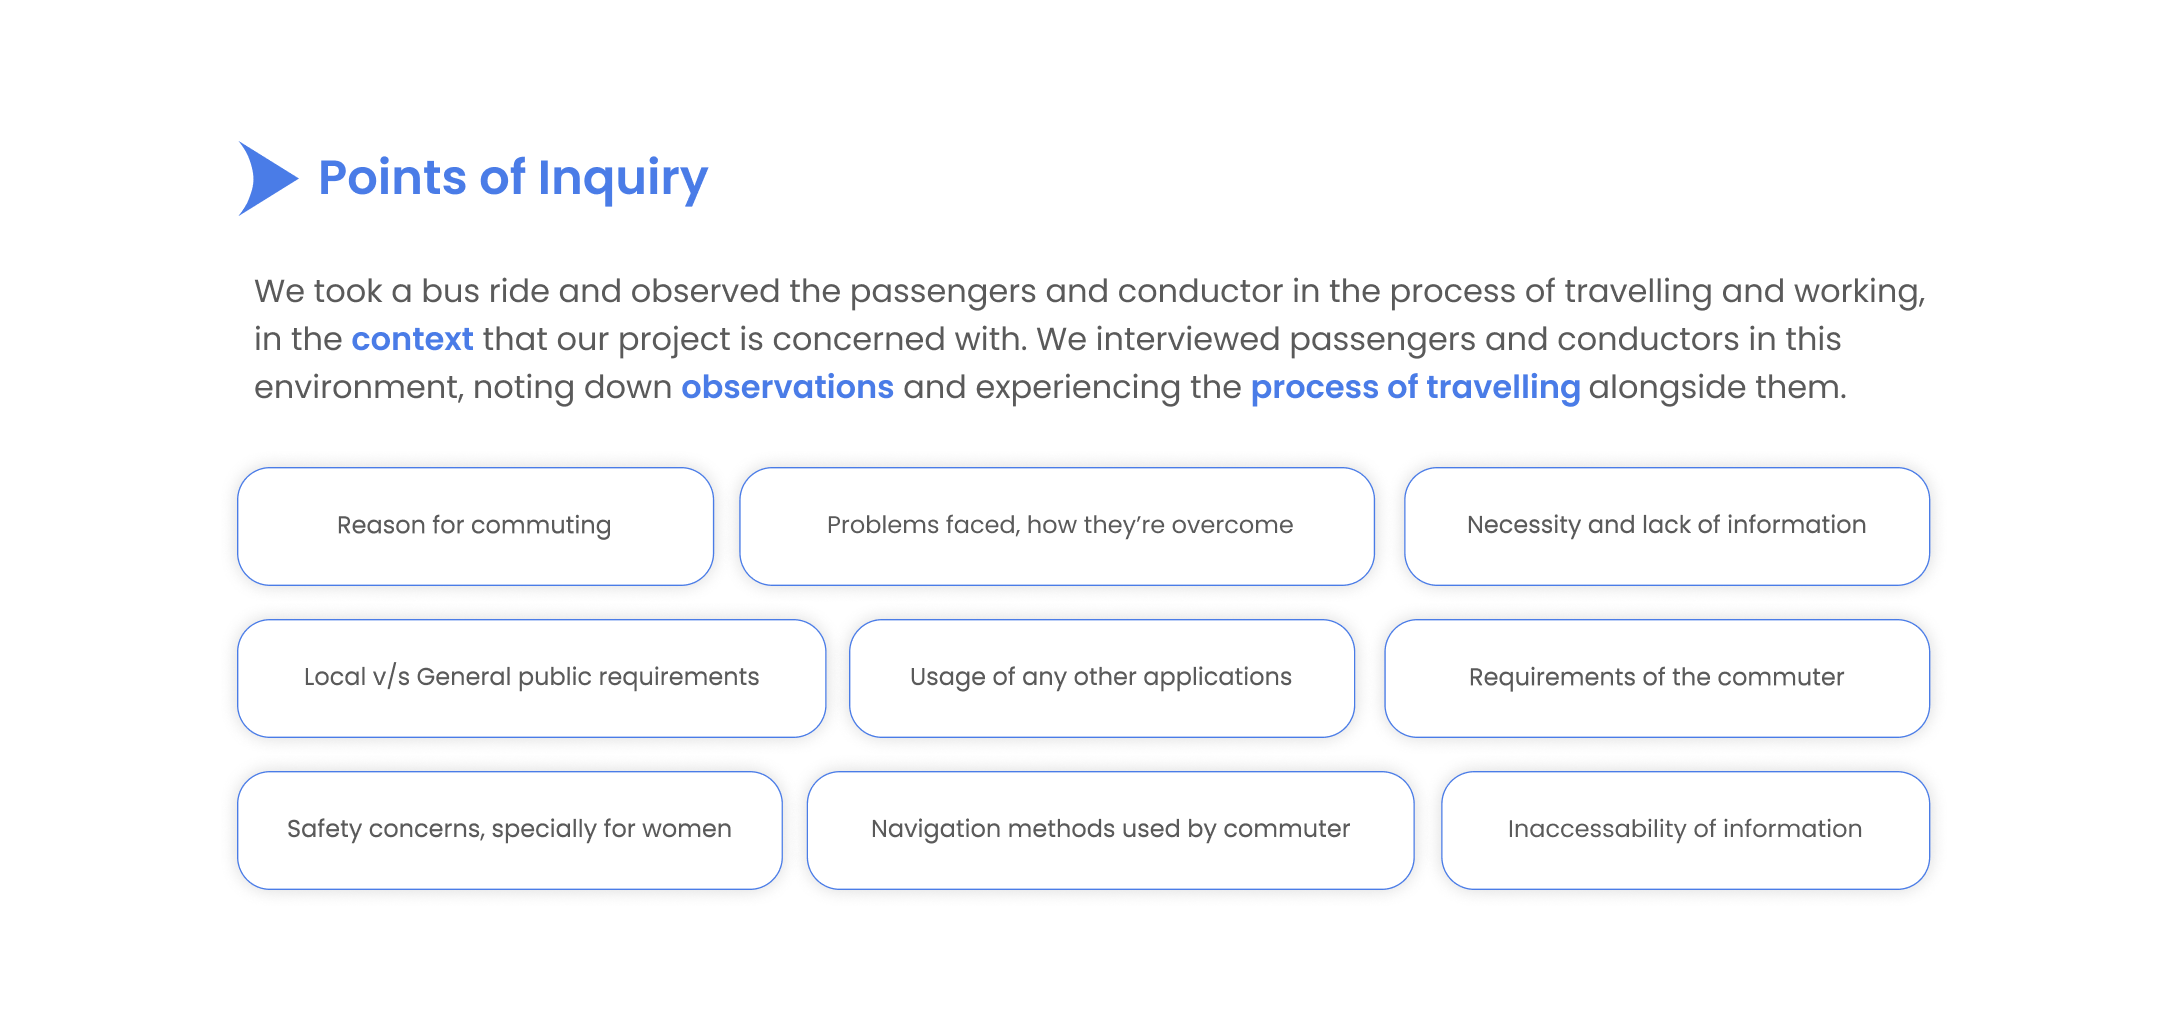 Points of Inquiry
We took a bus ride and observed the passengers and conductor in the process of travelling and working,
in the context that our project is concerned with. We interviewed passengers and conductors in this
environment, noting down observations and experiencing the process of travelling alongside them.
Reason for commuting
Problems faced, how they’re overcome
Necessity and lack of information
Local v/s General public requirements
Usage of any other applications
Requirements of the commuter
Safety concerns, specially for women
Navigation methods used by commuter
Inaccessability of information